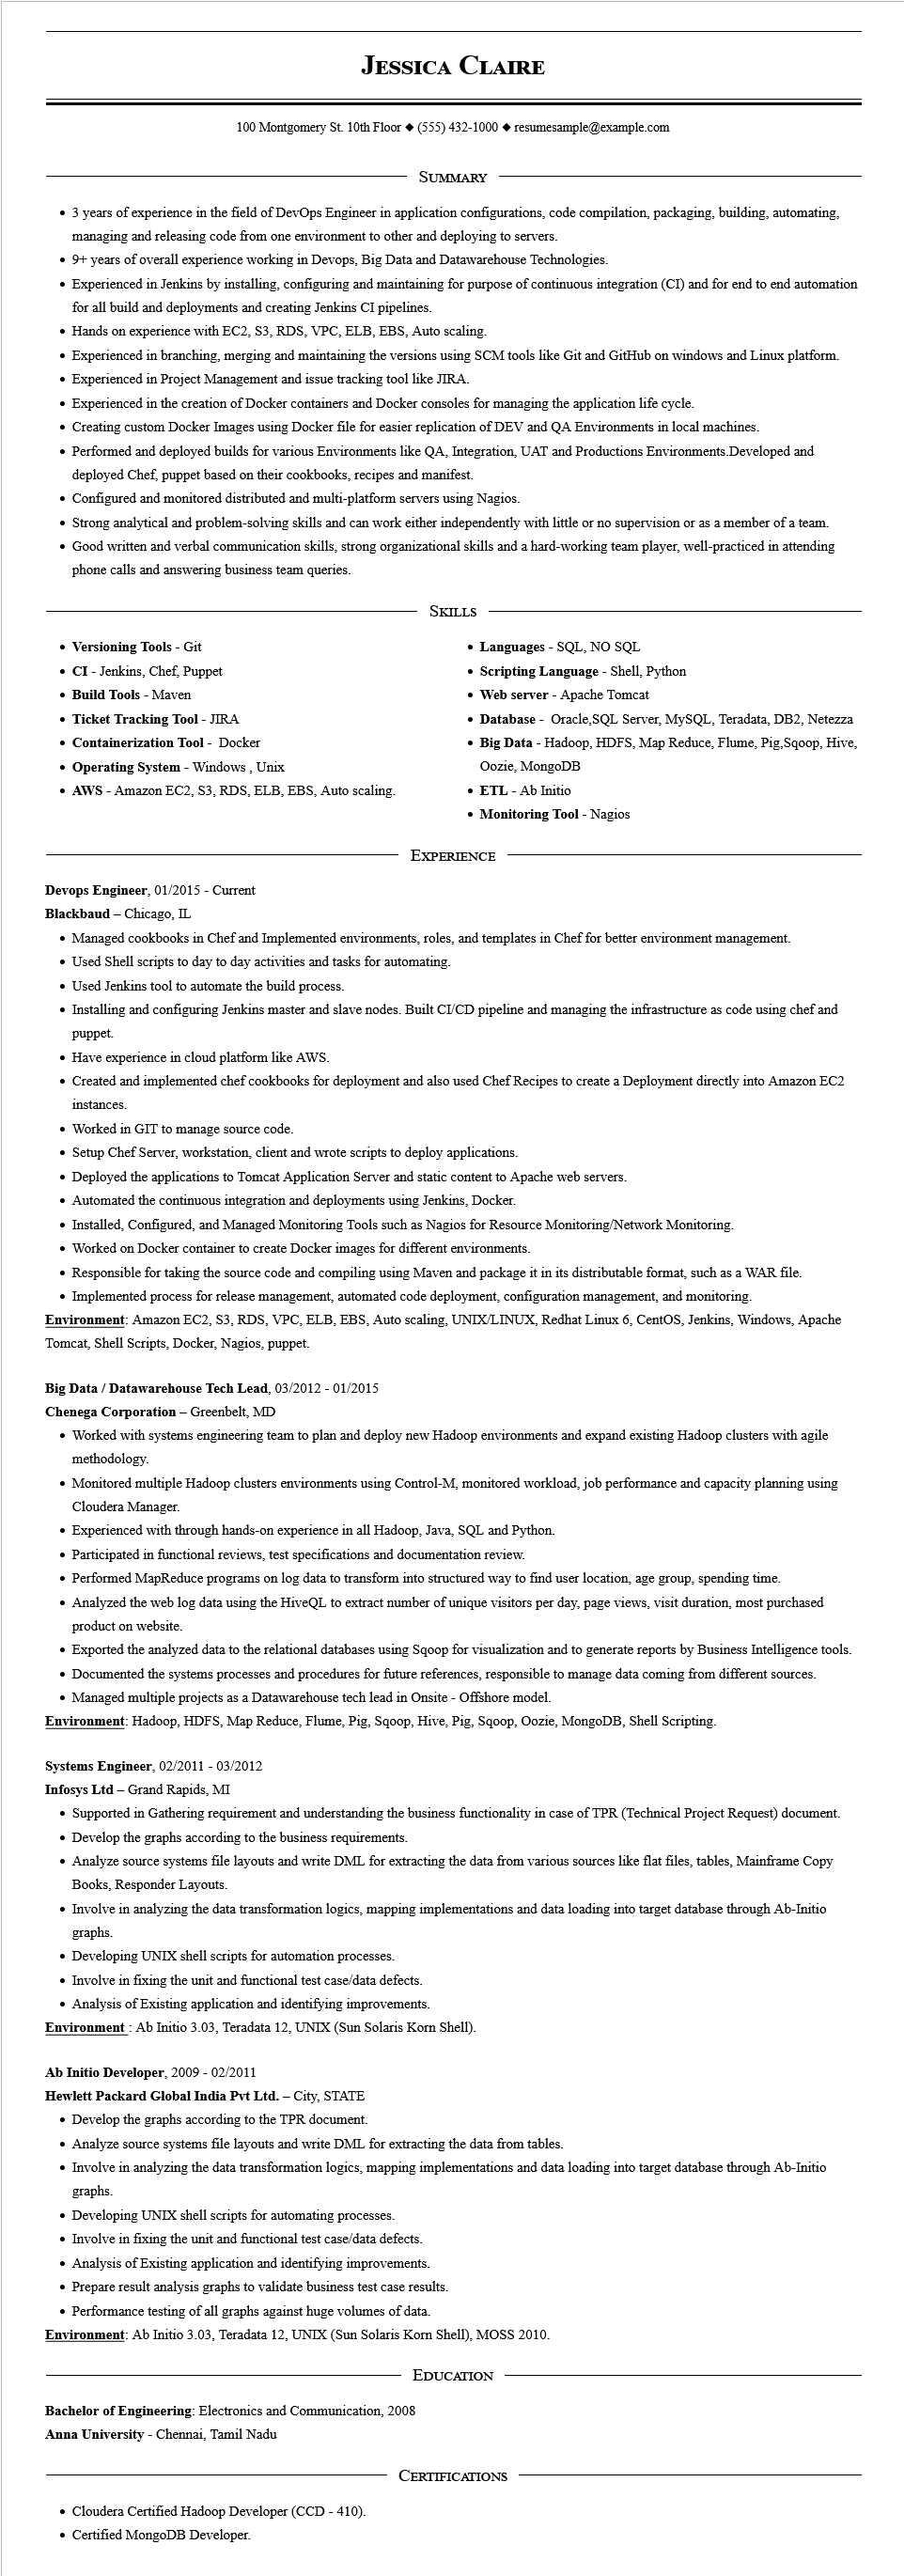 Jessica Claire
100 Montgomery St. 10th Floor ◆ (555) 432-1000 ◆ resumesample@example.com
Summary
• 3 years of experience in the field of DevOps Engineer in application configurations, code compilation, packaging, building, automating,
managing and releasing code from one environment to other and deploying to servers.
• 9+ years of overall experience working in Devops, Big Data and Datawarehouse Technologies.
• Experienced in Jenkins by installing, configuring and maintaining for purpose of continuous integration (CI) and for end to end automation
for all build and deployments and creating Jenkins CI pipelines.
• Hands on experience with EC2, S3, RDS, VPC, ELB, EBS, Auto scaling.
• Experienced in branching, merging and maintaining the versions using SCM tools like Git and GitHub on windows and Linux platform.
• Experienced in Project Management and issue tracking tool like JIRA.
• Experienced in the creation of Docker containers and Docker consoles for managing the application life cycle.
• Creating custom Docker Images using Docker file for easier replication of DEV and QA Environments in local machines.
• Performed and deployed builds for various Environments like QA, Integration, UAT and Productions Environments.Developed and
deployed Chef, puppet based on their cookbooks, recipes and manifest.
• Configured and monitored distributed and multi-platform servers using Nagios.
• Strong analytical and problem-solving skills and can work either independently with little or no supervision or as a member of a team.
• Good written and verbal communication skills, strong organizational skills and a hard-working team player, well-practiced in attending
phone calls and answering business team queries.
Skills
• Versioning Tools - Git
• CI - Jenkins, Chef, Puppet
• Build Tools - Maven
• Ticket Tracking Tool - JIRA
• Containerization Tool -  Docker
• Operating System - Windows , Unix
• AWS - Amazon EC2, S3, RDS, ELB, EBS, Auto scaling.
• Languages - SQL, NO SQL
• Scripting Language - Shell, Python
• Web server - Apache Tomcat
• Database -  Oracle,SQL Server, MySQL, Teradata, DB2, Netezza
• Big Data - Hadoop, HDFS, Map Reduce, Flume, Pig,Sqoop, Hive,
Oozie, MongoDB
• ETL - Ab Initio
• Monitoring Tool - Nagios
Experience
Devops Engineer, 01/2015 - Current
Blackbaud – Chicago, IL
• Managed cookbooks in Chef and Implemented environments, roles, and templates in Chef for better environment management.
• Used Shell scripts to day to day activities and tasks for automating.
• Used Jenkins tool to automate the build process.
• Installing and configuring Jenkins master and slave nodes. Built CI/CD pipeline and managing the infrastructure as code using chef and
puppet.
• Have experience in cloud platform like AWS.
• Created and implemented chef cookbooks for deployment and also used Chef Recipes to create a Deployment directly into Amazon EC2
instances.
• Worked in GIT to manage source code.
• Setup Chef Server, workstation, client and wrote scripts to deploy applications.
• Deployed the applications to Tomcat Application Server and static content to Apache web servers.
• Automated the continuous integration and deployments using Jenkins, Docker.
• Installed, Configured, and Managed Monitoring Tools such as Nagios for Resource Monitoring/Network Monitoring.
• Worked on Docker container to create Docker images for different environments.
• Responsible for taking the source code and compiling using Maven and package it in its distributable format, such as a WAR file.
• Implemented process for release management, automated code deployment, configuration management, and monitoring.
Environment: Amazon EC2, S3, RDS, VPC, ELB, EBS, Auto scaling, UNIX/LINUX, Redhat Linux 6, CentOS, Jenkins, Windows, Apache
Tomcat, Shell Scripts, Docker, Nagios, puppet.
Big Data / Datawarehouse Tech Lead, 03/2012 - 01/2015
Chenega Corporation – Greenbelt, MD
• Worked with systems engineering team to plan and deploy new Hadoop environments and expand existing Hadoop clusters with agile
methodology.
• Monitored multiple Hadoop clusters environments using Control-M, monitored workload, job performance and capacity planning using
Cloudera Manager.
• Experienced with through hands-on experience in all Hadoop, Java, SQL and Python.
• Participated in functional reviews, test specifications and documentation review.
• Performed MapReduce programs on log data to transform into structured way to find user location, age group, spending time.
• Analyzed the web log data using the HiveQL to extract number of unique visitors per day, page views, visit duration, most purchased
product on website.
• Exported the analyzed data to the relational databases using Sqoop for visualization and to generate reports by Business Intelligence tools.
• Documented the systems processes and procedures for future references, responsible to manage data coming from different sources.
• Managed multiple projects as a Datawarehouse tech lead in Onsite - Offshore model.
Environment: Hadoop, HDFS, Map Reduce, Flume, Pig, Sqoop, Hive, Pig, Sqoop, Oozie, MongoDB, Shell Scripting.
Systems Engineer, 02/2011 - 03/2012
Infosys Ltd – Grand Rapids, MI
• Supported in Gathering requirement and understanding the business functionality in case of TPR (Technical Project Request) document.
• Develop the graphs according to the business requirements.
• Analyze source systems file layouts and write DML for extracting the data from various sources like flat files, tables, Mainframe Copy
Books, Responder Layouts.
• Involve in analyzing the data transformation logics, mapping implementations and data loading into target database through Ab-Initio
graphs.
• Developing UNIX shell scripts for automation processes.
• Involve in fixing the unit and functional test case/data defects.
• Analysis of Existing application and identifying improvements.
Environment : Ab Initio 3.03, Teradata 12, UNIX (Sun Solaris Korn Shell).
Ab Initio Developer, 2009 - 02/2011
Hewlett Packard Global India Pvt Ltd. – City, STATE
• Develop the graphs according to the TPR document.
• Analyze source systems file layouts and write DML for extracting the data from tables.
• Involve in analyzing the data transformation logics, mapping implementations and data loading into target database through Ab-Initio
graphs.
• Developing UNIX shell scripts for automating processes.
• Involve in fixing the unit and functional test case/data defects.
• Analysis of Existing application and identifying improvements.
• Prepare result analysis graphs to validate business test case results.
• Performance testing of all graphs against huge volumes of data.
Environment: Ab Initio 3.03, Teradata 12, UNIX (Sun Solaris Korn Shell), MOSS 2010.
Education
Bachelor of Engineering: Electronics and Communication, 2008
Anna University - Chennai, Tamil Nadu
Certifications
• Cloudera Certified Hadoop Developer (CCD - 410).
• Certified MongoDB Developer.